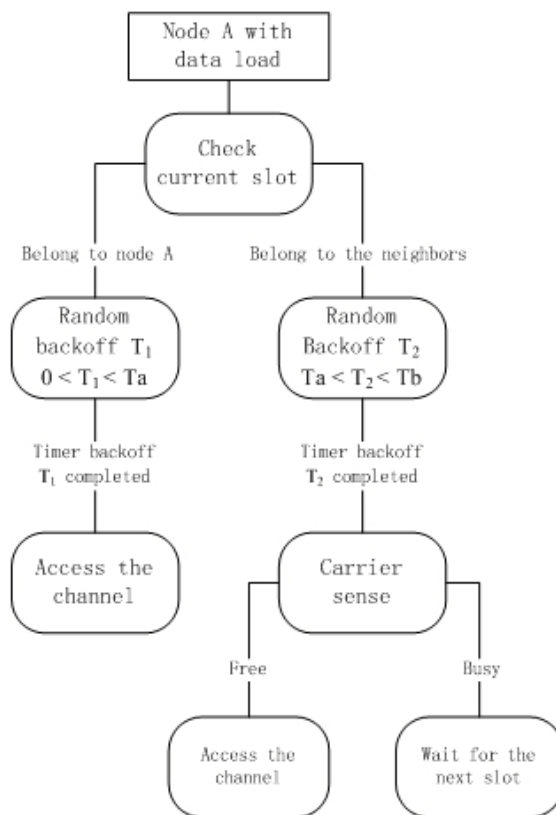 Node A with
data load
Check
current slot
Belong to node A
Belong to the neighbors
Random
backoff T₁
0 < T₁ < Ta
Random
Backoff T₂
Ta < T₂ < Tb
Timer backoff
T₁ completed
Timer backoff
T₂ completed
Access the
channel
Carrier
sense
Free
Busy
Access the
channel
Wait for the
next slot